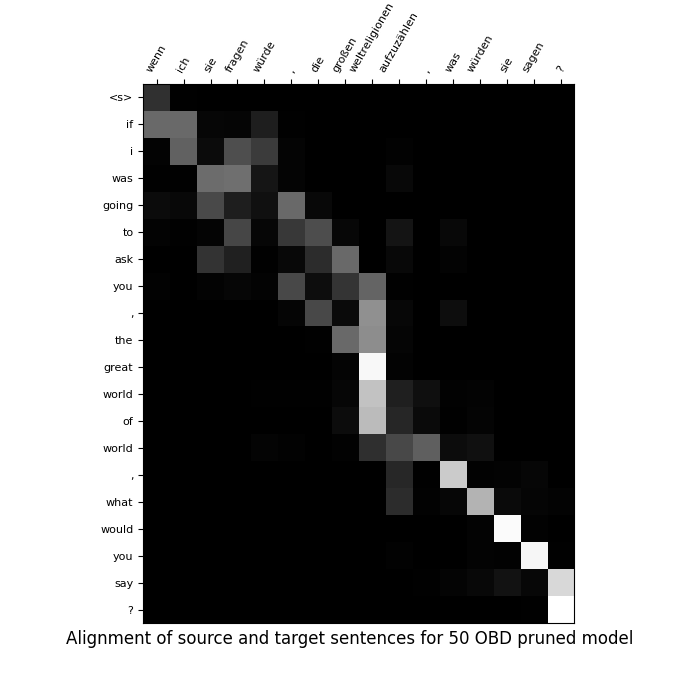 wenn ich sie fragen würde , die großen weltreligionen aufzuzählen , was würden sie sagen ?
<s>
if
i
was
going
to
ask
you
,
the
great
world
of
world
,
what
would
you
say
?
Alignment of source and target sentences for 50 OBD pruned model